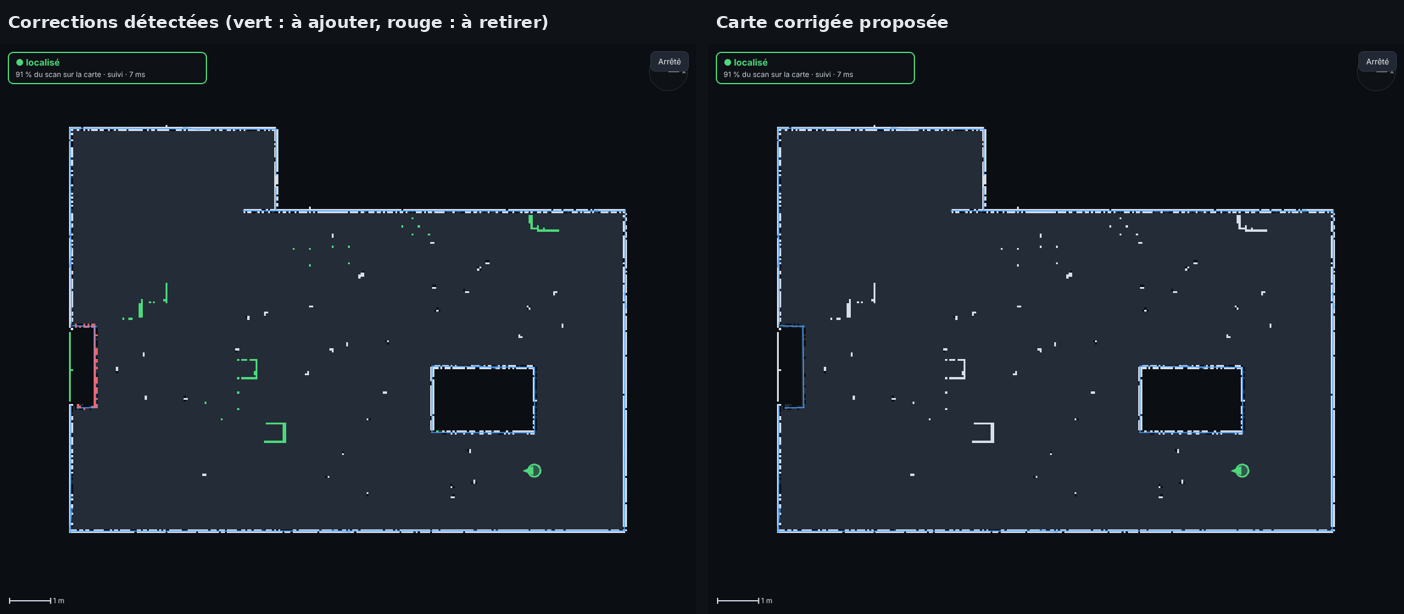 Corrections détectées (vert : à ajouter, rouge : à retirer)
● localisé
91 % du scan sur la carte · suivi · 7 ms
Arrêté
1 m
Carte corrigée proposée
● localisé
91 % du scan sur la carte · suivi · 7 ms
Arrêté
1 m